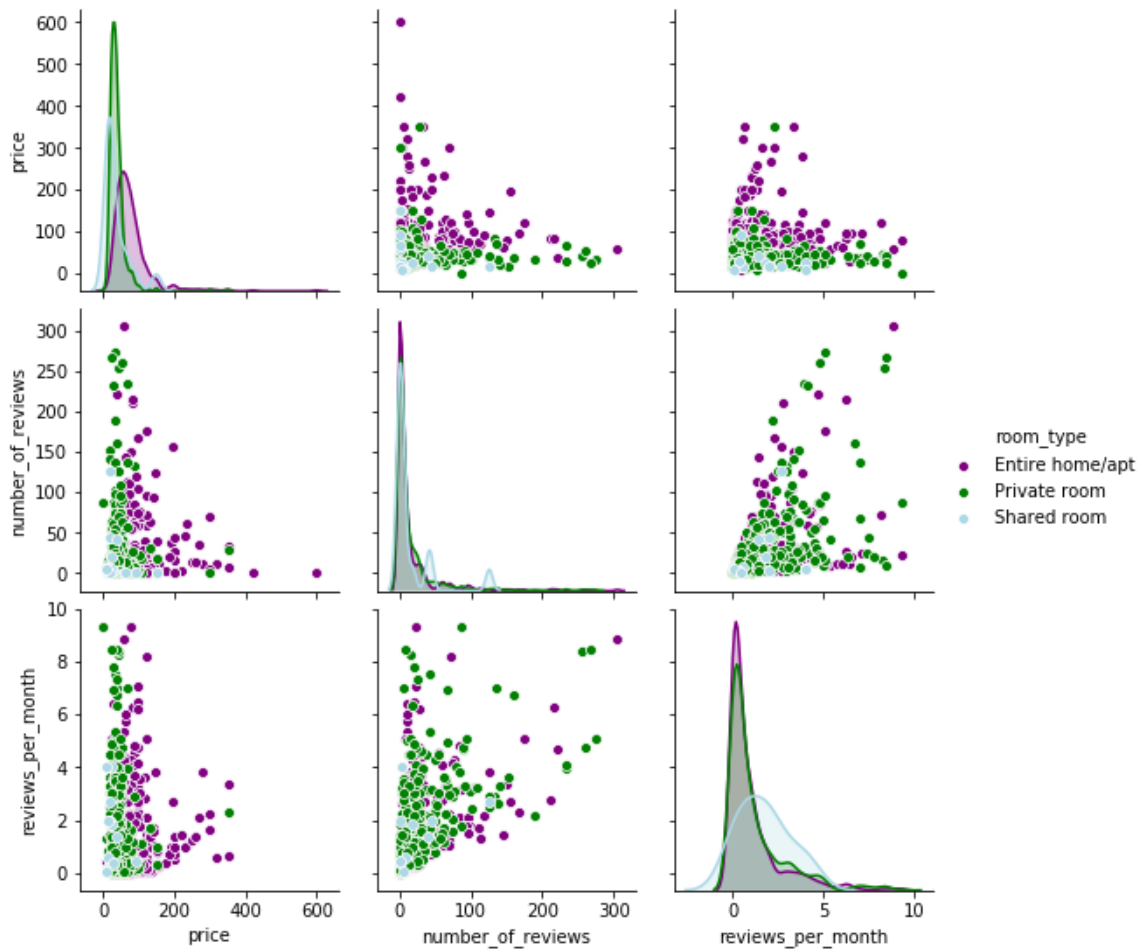 600
500
400
300
200
100
0
price
300
250
200
150
100
50
0
number_of_reviews
room_type
Entire home/apt
Private room
Shared room
10
8
6
4
2
0
reviews_per_month
0 200 400 600
0 100 200 300
0 5 10
price
number_of_reviews
reviews_per_month